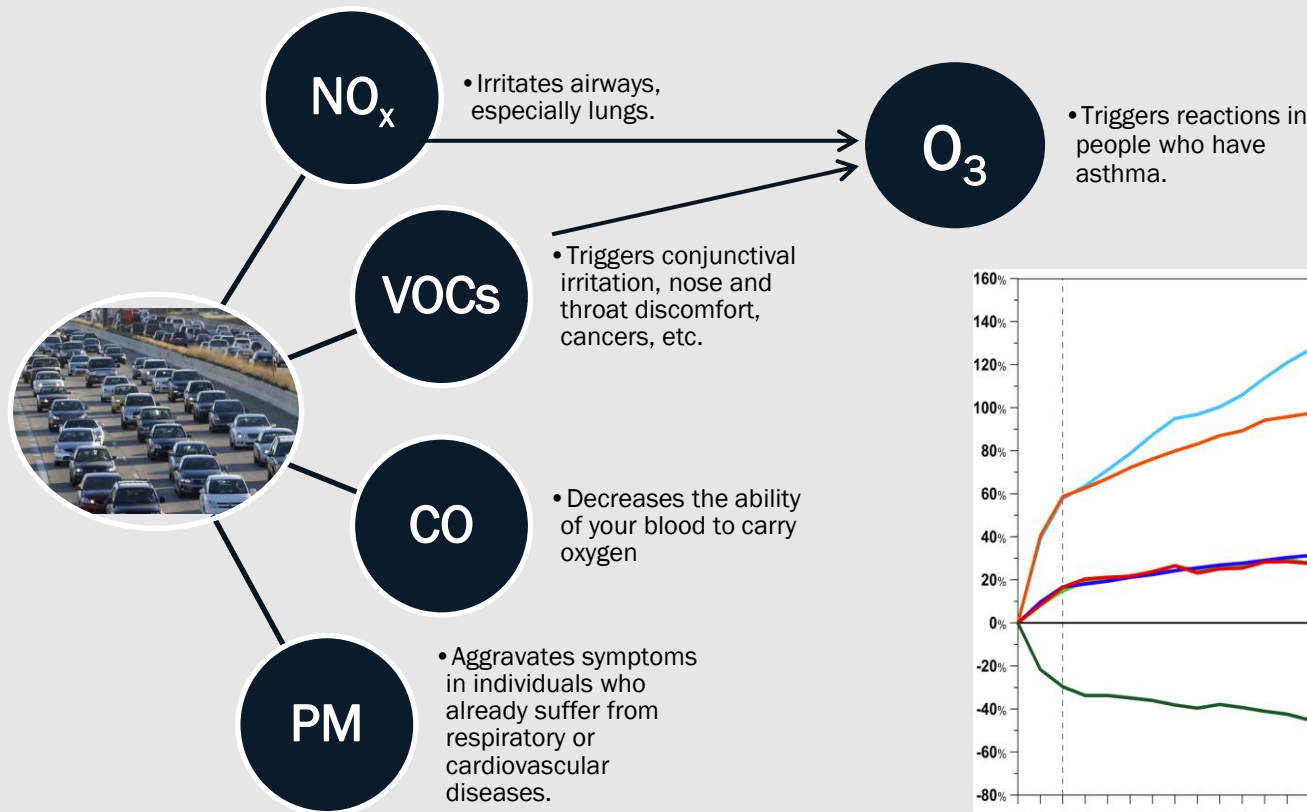 NOx
•Irritates airways,
especially lungs.
O3
•Triggers reactions in
people who have
asthma.
VOCs
•Triggers conjunctival
irritation, nose and
throat discomfort,
cancers, etc.
CO
•Decreases the ability
of your blood to carry
oxygen
PM
•Aggravates symptoms
in individuals who
already suffer from
respiratory or
cardiovascular
diseases.
160%
140%
120%
100%
80%
60%
40%
20%
0%
-20%
-40%
-60%
-80%